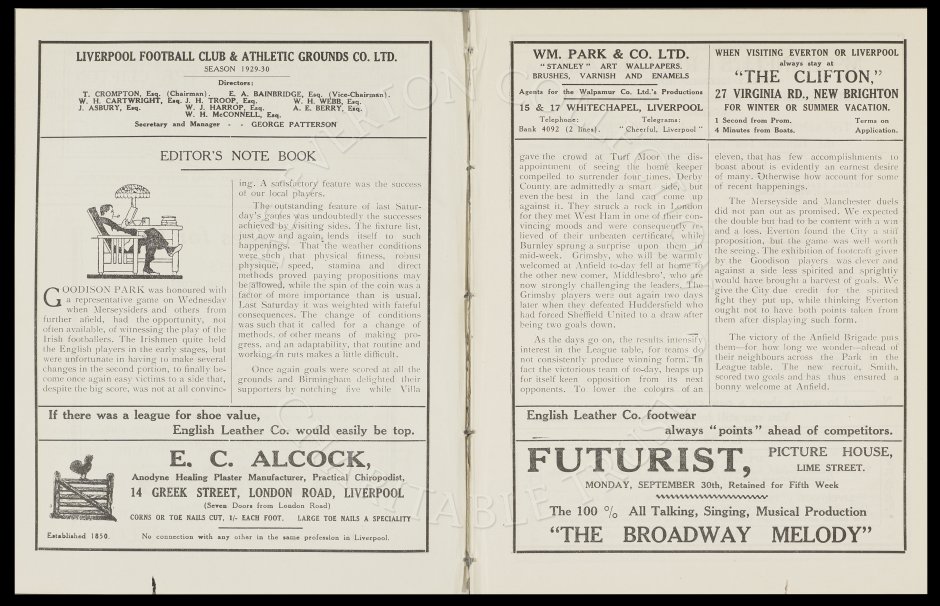 LIVERPOOL FOOTBALL CLUB & ATHLETIC GROUNDS CO. LTD.
SEASON 1929-30
Directors:
T. CROMPTON, Esq. (Chairman). E. A. BAINBRIDGE, Esq. (Vice-Chairman).
W. H. CARTWRIGHT, Esq. J. H. TROOP, Esq. W. H. WEBB, Esq.
J. ASBURY, Esq. W. J. HARROP, Esq. A. E. BERRY, Esq.
W. H. McCONNELL, Esq.
Secretary and Manager - - GEORGE PATTERSON
EDITOR'S NOTE BOOK
GOODISON PARK was honoured with
a representative game on Wednesday
when Merseysiders and others from
further afield, had the opportunity, not
often available, of witnessing the play of the
Irish footballers. The Irishmen quite held
the English players in the early stages, but
were unfortunate in having to make several
changes in the second portion, to finally be-
come once again easy victims to a side that,
despite the big score, was not at all convinc-
ing. A satisfactory feature was the success
of our local players.
The outstanding feature of last Satur-
day's games was undoubtedly the successes
achieved by visiting sides. The fixture list,
just now and again, lends itself to such
happenings. That the weather conditions
were such that physical fitness, robust
physique, speed, stamina and direct
methods proved paying propositions may
be allowed, while the spin of the coin was a
factor of more importance than is usual.
Last Saturday it was weighted with fateful
consequences. The change of conditions
was such that it called for a change of
methods, of other means of making pro-
gress, and an adaptability, that routine and
working in ruts makes a little difficult.
Once again goals were scored at all the
grounds and Birmingham delighted their
supporters by notching five while Villa
If there was a league for shoe value,
English Leather Co. would easily be top.
E. C. ALCOCK,
Anodyne Healing Plaster Manufacturer, Practical Chiropodist,
14 GREEK STREET, LONDON ROAD, LIVERPOOL
(Seven Doors from London Road)
CORNS OR TOE NAILS CUT, 1/- EACH FOOT. LARGE TOE NAILS A SPECIALITY
Established 1850. No connection with any other in the same profession in Liverpool.
WM. PARK & CO. LTD.
"STANLEY" ART WALLPAPERS.
BRUSHES, VARNISH AND ENAMELS
Agents for the Walpamur Co. Ltd.'s Productions
15 & 17 WHITECHAPEL, LIVERPOOL
Telephone: Telegrams:
Bank 4092 (2 lines). "Cheerful, Liverpool"
WHEN VISITING EVERTON OR LIVERPOOL
always stay at
"THE CLIFTON,"
27 VIRGINIA RD., NEW BRIGHTON
FOR WINTER OR SUMMER VACATION.
1 Second from Prom. Terms on
4 Minutes from Boats. Application.
gave the crowd at Turf Moor the dis-
appointment of seeing the home keeper
compelled to surrender four times. Derby
County are admittedly a smart side, but
even the best in the land can come up
against it. They struck a rock in London
for they met West Ham in one of their con-
vincing moods and were consequently re-
lieved of their unbeaten certificate, while
Burnley sprung a surprise upon them in
mid-week. Grimsby, who will be warmly
welcomed at Anfield to-day fell at home to
the other new comer, Middlesbro', who are
now strongly challenging the leaders. The
Grimsby players were out again two days
later when they defeated Huddersfield who
had forced Sheffield United to a draw after
being two goals down.
As the days go on, the results intensify
interest in the League table, for teams do
not consistently produce winning form. In
fact the victorious team of to-day, heaps up
for itself keen opposition from its next
opponents. To lower the colours of an
eleven, that has few accomplishments to
boast about is evidently an earnest desire
of many. Otherwise how account for some
of recent happenings.
The Merseyside and Manchester duels
did not pan out as promised. We expected
the double but had to be content with a win
and a loss. Everton found the City a stiff
proposition, but the game was well worth
the seeing. The exhibition of footcraft given
by the Goodison players was clever and
against a side less spirited and sprightly
would have brought a harvest of goals. We
give the City due credit for the spirited
fight they put up, while thinking Everton
ought not to have both points taken from
them after displaying such form.
The victory of the Anfield Brigade puts
them—for how long we wonder—ahead of
their neighbours across the Park in the
League table. The new recruit, Smith,
scored two goals and has thus ensured a
bonny welcome at Anfield.
English Leather Co. footwear
always "points" ahead of competitors.
FUTURIST, PICTURE HOUSE,
LIME STREET.
MONDAY, SEPTEMBER 30th, Retained for Fifth Week
The 100 % All Talking, Singing, Musical Production
"THE BROADWAY MELODY"